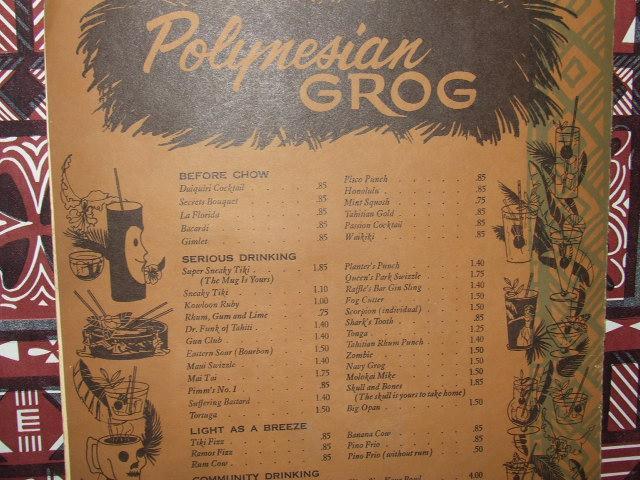 Polynesian
GROG
BEFORE CHOW
Daiquiri Cocktail .85
Secrets Bouquet .85
La Florida .85
Bacardi .85
Gimlet .85
Pisco Punch .85
Honolulu .85
Mint Squash .75
Tahitian Gold .85
Passion Cocktail .85
Waikiki .85
SERIOUS DRINKING
Super Sneaky Tiki 1.85
(The Mug Is Yours)
Sneaky Tiki 1.10
Kowloon Ruby 1.00
Rhum, Gum and Lime .75
Dr. Funk of Tahiti 1.40
Gun Club 1.40
Eastern Sour (Bourbon) 1.50
Maui Swizzle 1.40
Mai Tai 1.75
Pimm's No. 1 .85
Suffering Bastard 1.40
Tortuga 1.50
Planter's Punch 1.40
Queen's Park Swizzle 1.75
Raffle's Bar Gin Sling 1.40
Fog Cutter 1.50
Scorpion (individual) 1.50
Shark's Tooth .85
Tonga 1.25
Tahitian Rhum Punch 1.40
Zombie 1.50
Navy Grog 1.50
Molokai Mike 1.50
Skull and Bones 1.85
(The skull is yours to take home)
Big Opan 1.50
LIGHT AS A BREEZE
Tiki Fizz .85
Ramos Fizz .85
Rum Cow .85
Banana Cow .85
Pino Frio .85
Pino Frio (without rum) .50
COMMUNITY DRINKING
Bowl 4.00